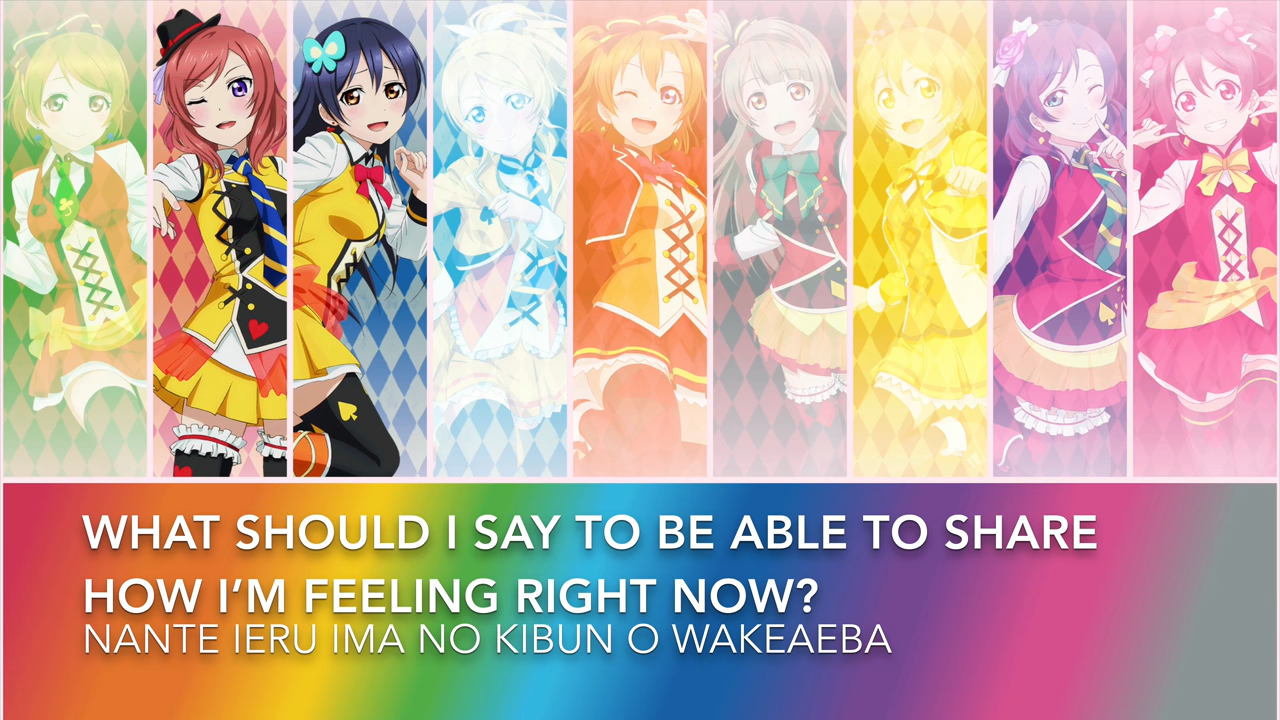 WHAT SHOULD I SAY TO BE ABLE TO SHARE
HOW I'M FEELING RIGHT NOW?
NANTE IERU IMA NO KIBUN O WAKEAEBA